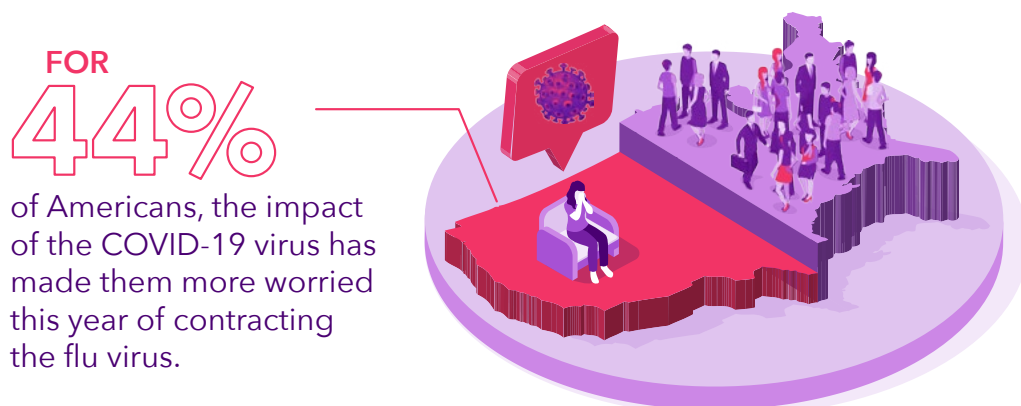 FOR
44%
of Americans, the impact
of the COVID-19 virus has
made them more worried
this year of contracting
the flu virus.